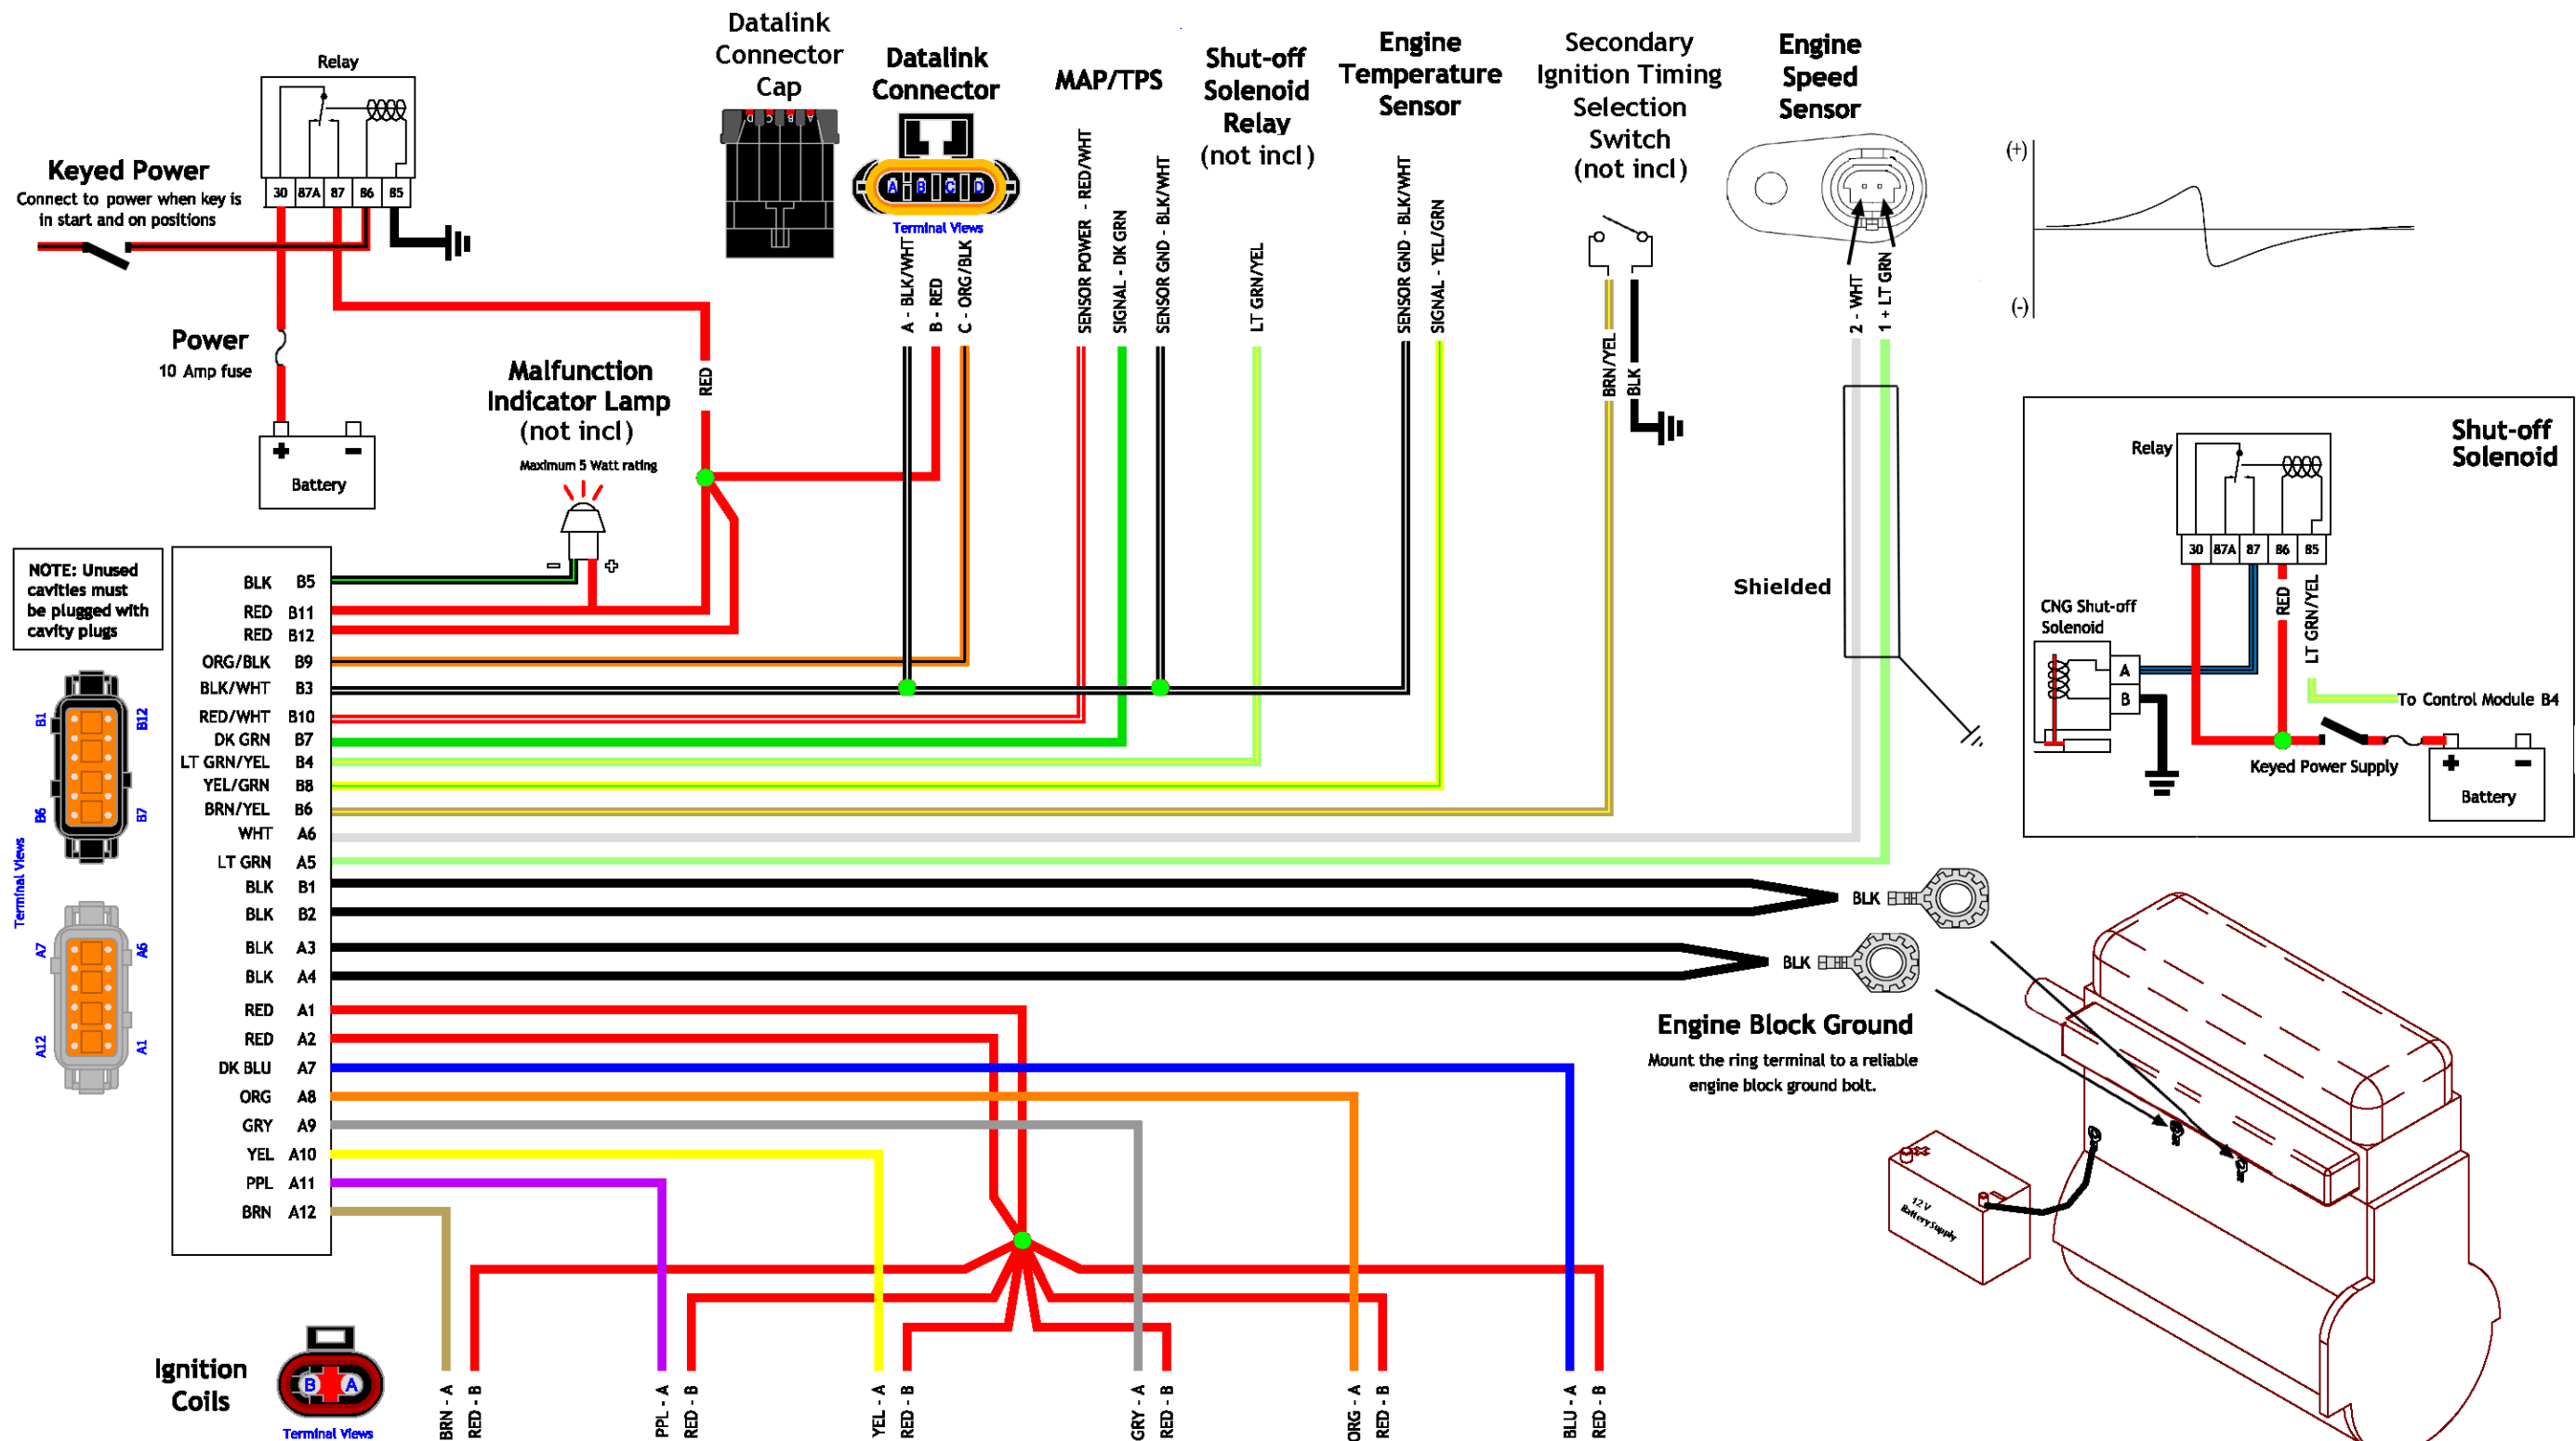 Relay
Keyed Power
Connect to power when key is
in start and on positions
30 87A 87 86 85
Power
10 Amp fuse
+ -
Battery
Datalink
Connector
Cap
D C B A
Datalink
Connector
A B C D
Terminal Views
A - BLK/WHT
B - RED
C - ORG/BLK
MAP/TPS
SENSOR POWER - RED/WHT
SIGNAL - DK GRN
SENSOR GND - BLK/WHT
Shut-off
Solenoid
Relay
(not incl)
LT GRN/YEL
Engine
Temperature
Sensor
SENSOR GND - BLK/WHT
SIGNAL - YEL/GRN
Secondary
Ignition Timing
Selection
Switch
(not incl)
BRN/YEL
BLK
Engine
Speed
Sensor
2 - WHT
1 + LT GRN
Shielded
(+)
(-)
RED
Malfunction
Indicator Lamp
(not incl)
Maximum 5 Watt rating
- +
Shut-off
Solenoid
Relay
30 87A 87 86 85
RED
LT GRN/YEL
CNG Shut-off
Solenoid
A
B
To Control Module B4
Keyed Power Supply
+ -
Battery
NOTE: Unused
cavities must
be plugged with
cavity plugs
B1 B12
B6 B7
Terminal Views
A7 A6
A12 A1
BLK B5
RED B11
RED B12
ORG/BLK B9
BLK/WHT B3
RED/WHT B10
DK GRN B7
LT GRN/YEL B4
YEL/GRN B8
BRN/YEL B6
WHT A6
LT GRN A5
BLK B1
BLK B2
BLK A3
BLK A4
RED A1
RED A2
DK BLU A7
ORG A8
GRY A9
YEL A10
PPL A11
BRN A12
BLK
BLK
Engine Block Ground
Mount the ring terminal to a reliable
engine block ground bolt.
12 V
Battery Supply
Ignition
Coils
B A
Terminal Views
BRN - A
RED - B
PPL - A
RED - B
YEL - A
RED - B
GRY - A
RED - B
ORG - A
RED - B
BLU - A
RED - B